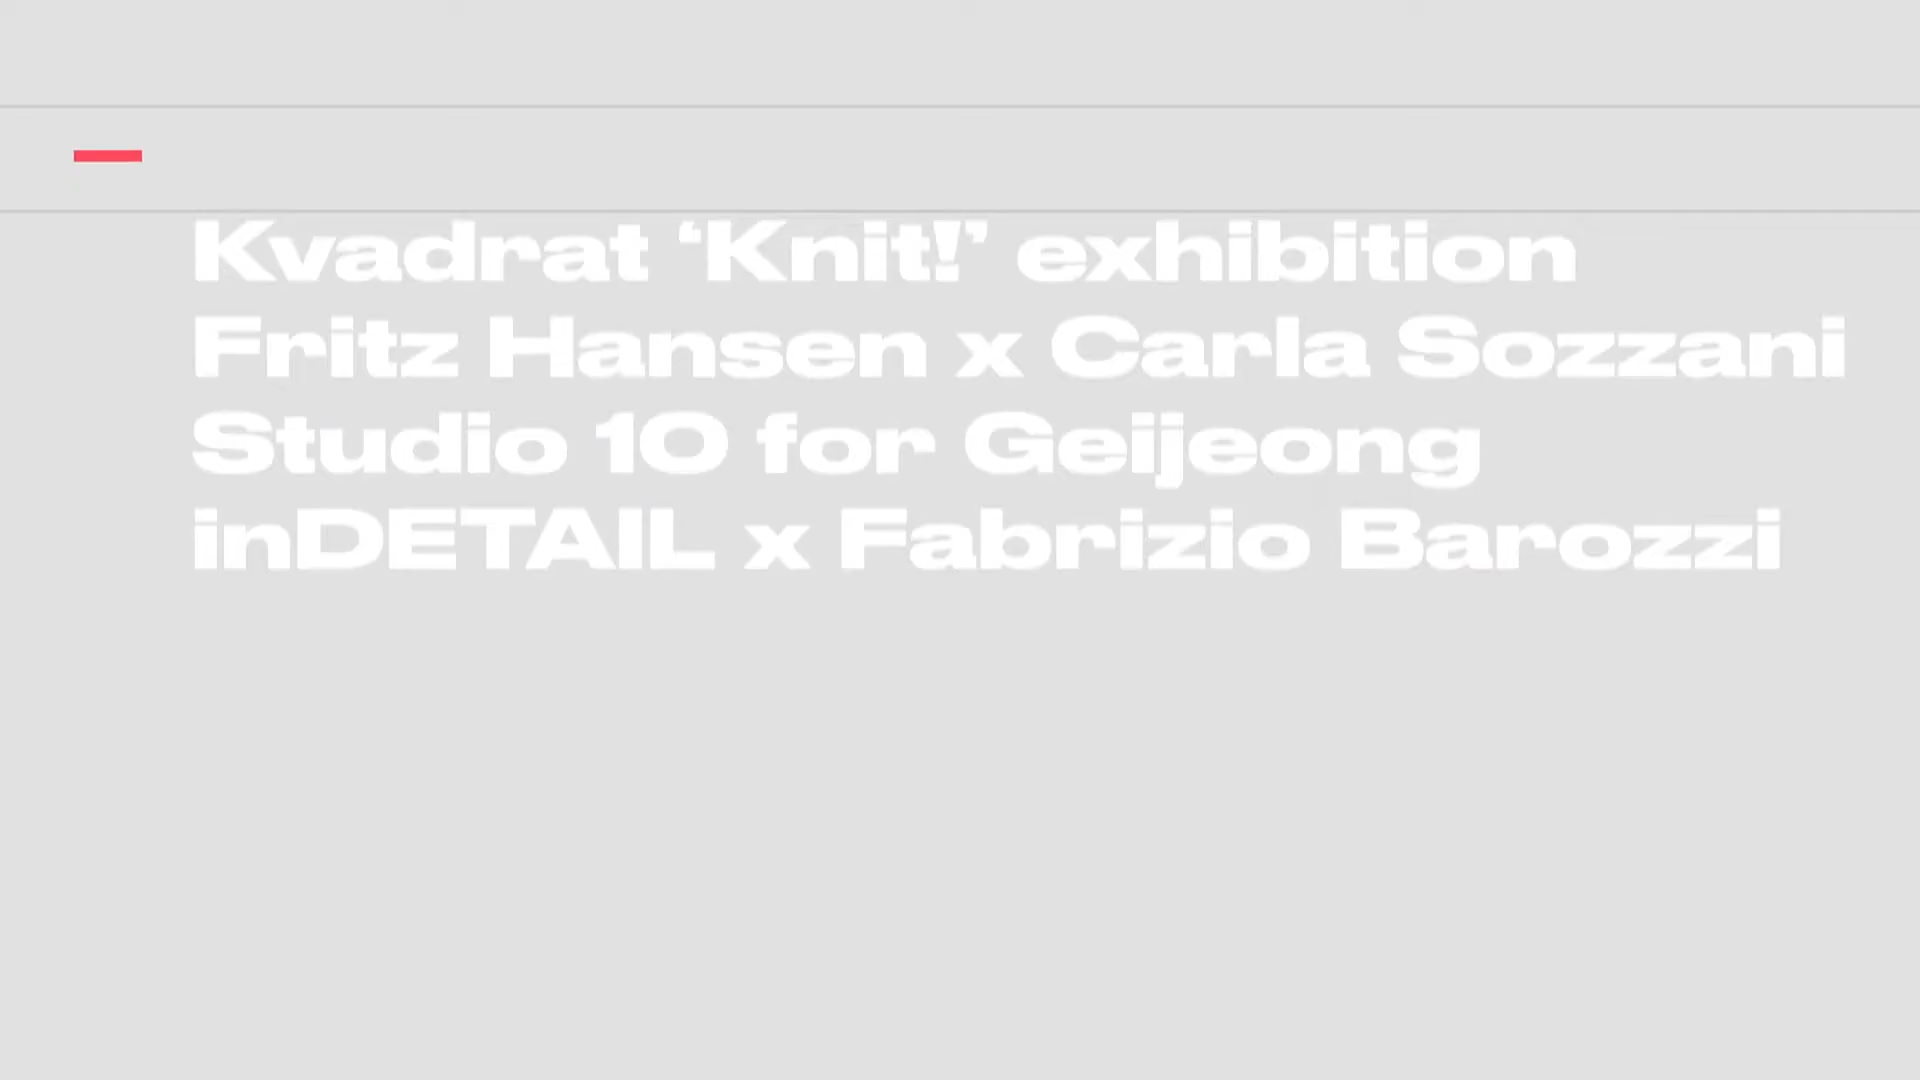 Kvadrat ‘Knit!’ exhibition
Fritz Hansen x Carla Sozzani
Studio 10 for Geijeong
inDETAIL x Fabrizio Barozzi